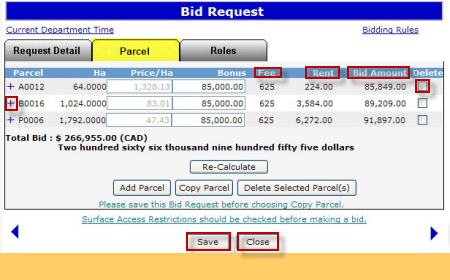 Bid Request
Current Department Time Bidding Rules
Request Detail Parcel Roles
Parcel Ha Price/Ha Bonus Fee Rent Bid Amount Delete
+ A0012 64.0000 1,328.13 85,000.00 625 224.00 85,849.00
+ B0016 1,024.0000 83.01 85,000.00 625 3,584.00 89,209.00
+ P0006 1,792.0000 47.43 85,000.00 625 6,272.00 91,897.00
Total Bid : $ 266,955.00 (CAD)
Two hundred sixty six thousand nine hundred fifty five dollars
Re-Calculate
Add Parcel Copy Parcel Delete Selected Parcel(s)
Please save this Bid Request before choosing Copy Parcel.
Surface Access Restrictions should be checked before making a bid.
Save Close